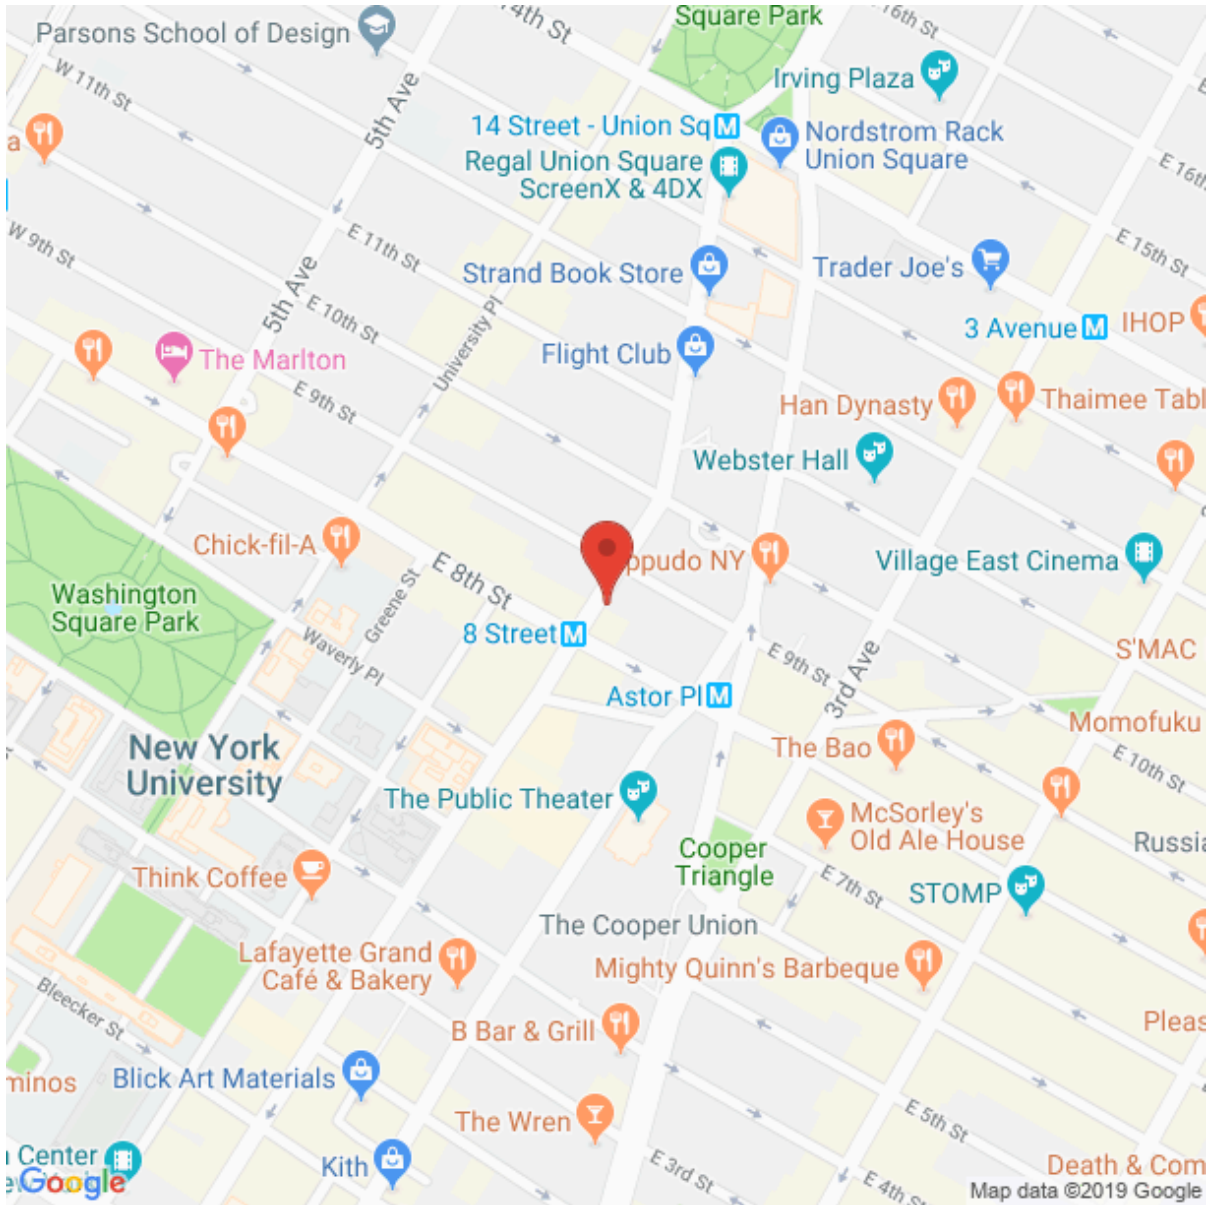 Square Park
Parsons School of Design
14th St
E 16th St
E 16th St
Irving Plaza
W 11th St
5th Ave
14 Street - Union Sq
Nordstrom Rack
Union Square
Regal Union Square
ScreenX & 4DX
a
W 9th St
E 11th St
E 15th St
Strand Book Store
Trader Joe's
5th Ave
E 10th St
University Pl
3 Avenue
IHOP
Flight Club
The Marlton
E 9th St
Han Dynasty
Thaimee Tabl
Webster Hall
Chick-fil-A
E 8th St
ppudo NY
Village East Cinema
Washington
Square Park
Greene St
8 Street
Waverly Pl
E 9th St
3rd Ave
S'MAC
Astor Pl
Momofuku
The Bao
E 10th St
New York
University
The Public Theater
McSorley's
Old Ale House
Russia
Cooper
Triangle
Think Coffee
E 7th St
STOMP
The Cooper Union
Lafayette Grand
Café & Bakery
Mighty Quinn's Barbeque
Bleecker St
B Bar & Grill
Pleas
minos
Blick Art Materials
The Wren
E 5th St
Center
Kith
E 3rd St
Death & Com
E 4th St
Google
Map data ©2019 Google